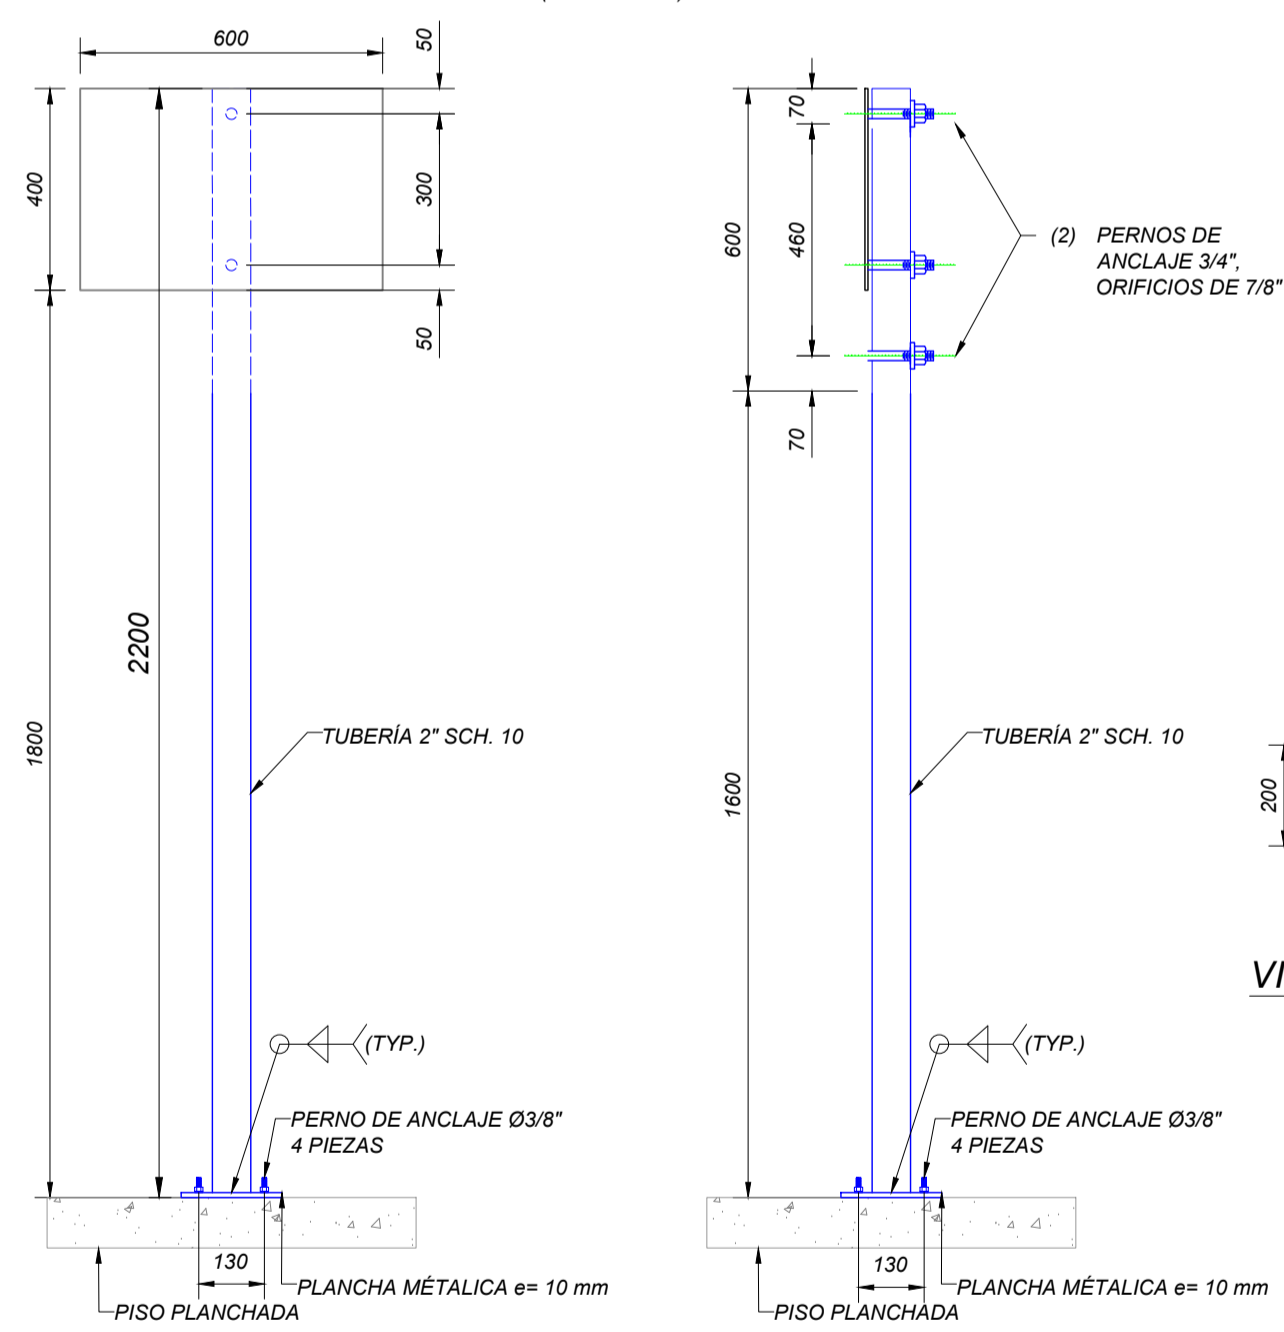 600
50
400
300
50
2200
1800
TUBERÍA 2" SCH. 10
(TYP.)
PERNO DE ANCLAJE Ø3/8"
4 PIEZAS
130
PLANCHA MÉTALICA e= 10 mm
PISO PLANCHADA
70
600
460
70
(2) PERNOS DE
ANCLAJE 3/4",
ORIFICIOS DE 7/8"
1600
TUBERÍA 2" SCH. 10
(TYP.)
PERNO DE ANCLAJE Ø3/8"
4 PIEZAS
130
PLANCHA MÉTALICA e= 10 mm
PISO PLANCHADA
200
VI